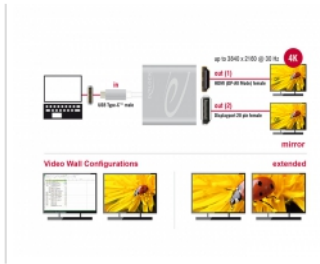 up to 3840 x 2160 @ 30 Hz
4K
in
out (1)
HDMI (DP-Alt Mode) female
USB Type-C™ male
out (2)
Displayport 20 pin female
mirror
Video Wall Configurations
extended